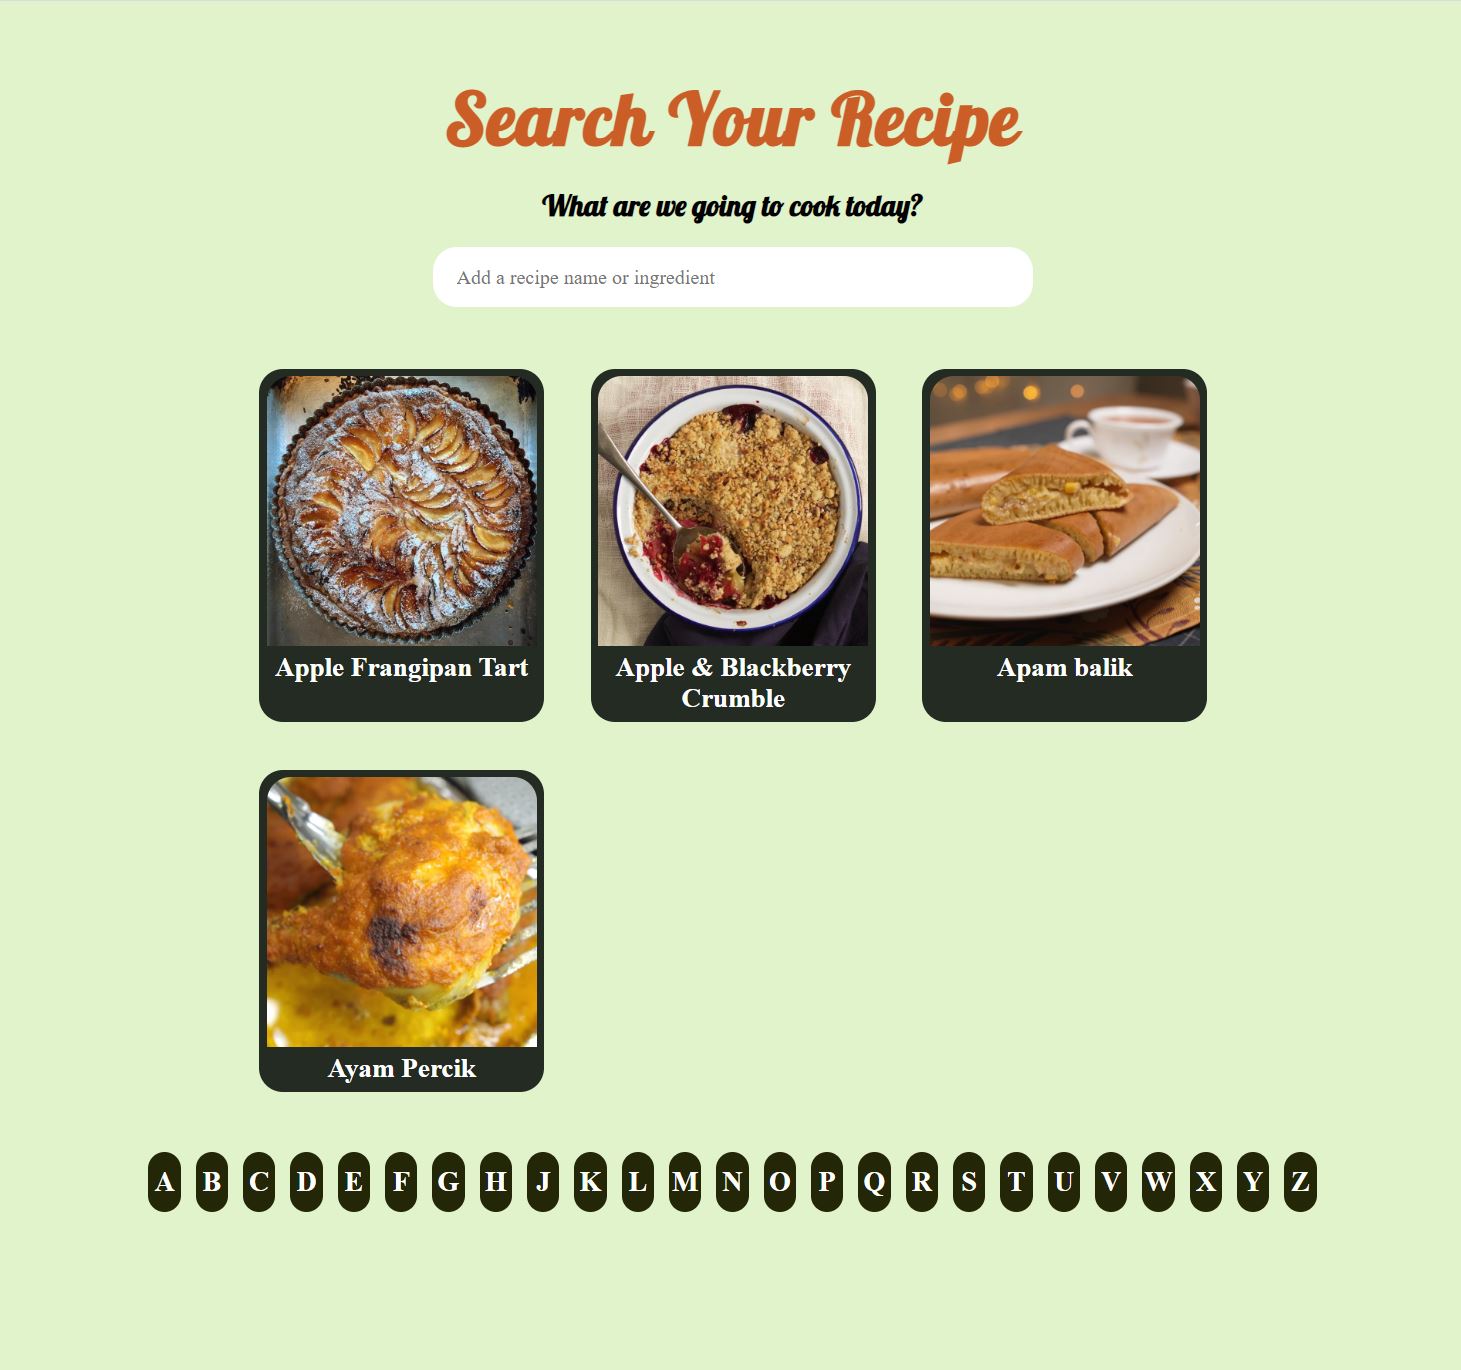 Search Your Recipe
What are we going to cook today?
Add a recipe name or ingredient
Apple Frangipan Tart
Apple & Blackberry
Crumble
Apam balik
Ayam Percik
A B C D E F G H J K L M N O P Q R S T U V W X Y Z